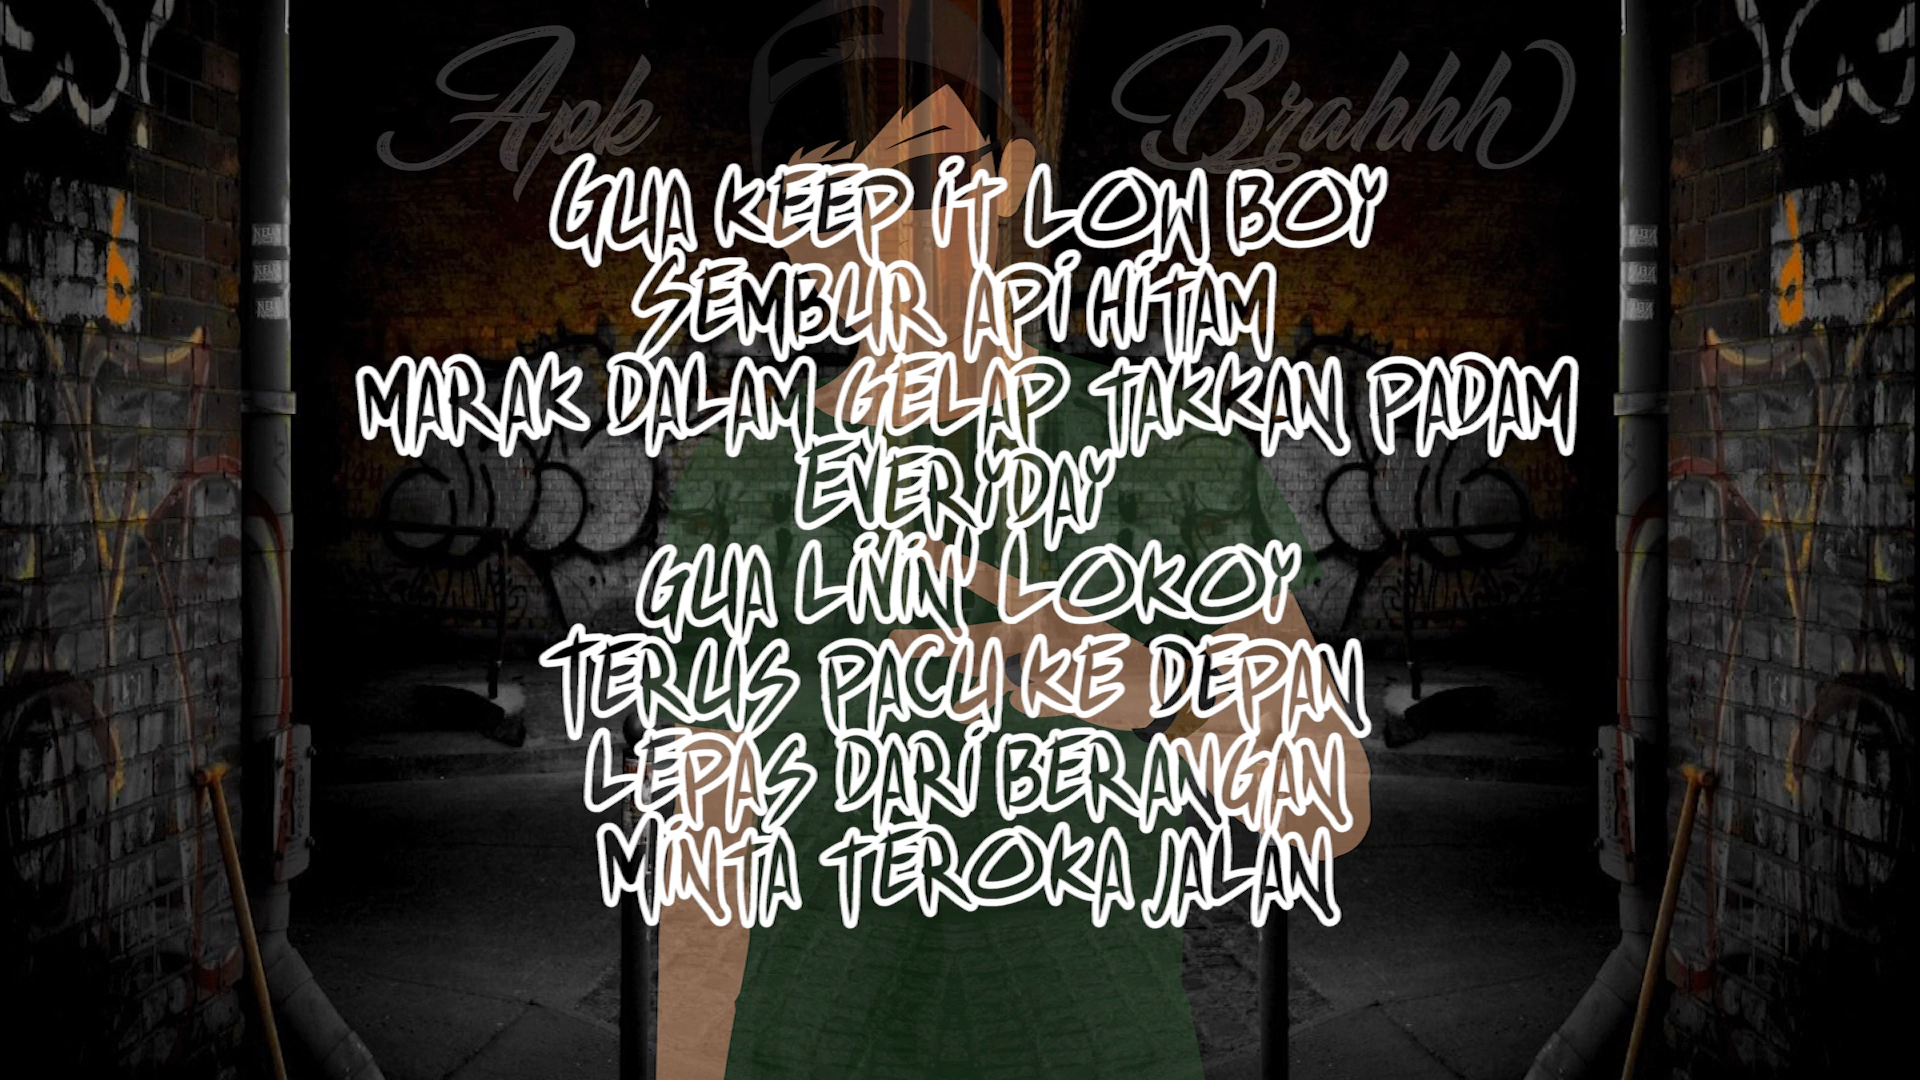 Apk Brahhh
GUA KEEP IT LOW BOY
SEMBUR API HITAM
MARAK DALAM GELAP TAKKAN PADAM
EVERYDAY
GUA LIVIN' LOKOY
TERUS PACU KE DEPAN
LEPAS DARI BERANGAN
MINTA TEROKA JALAN